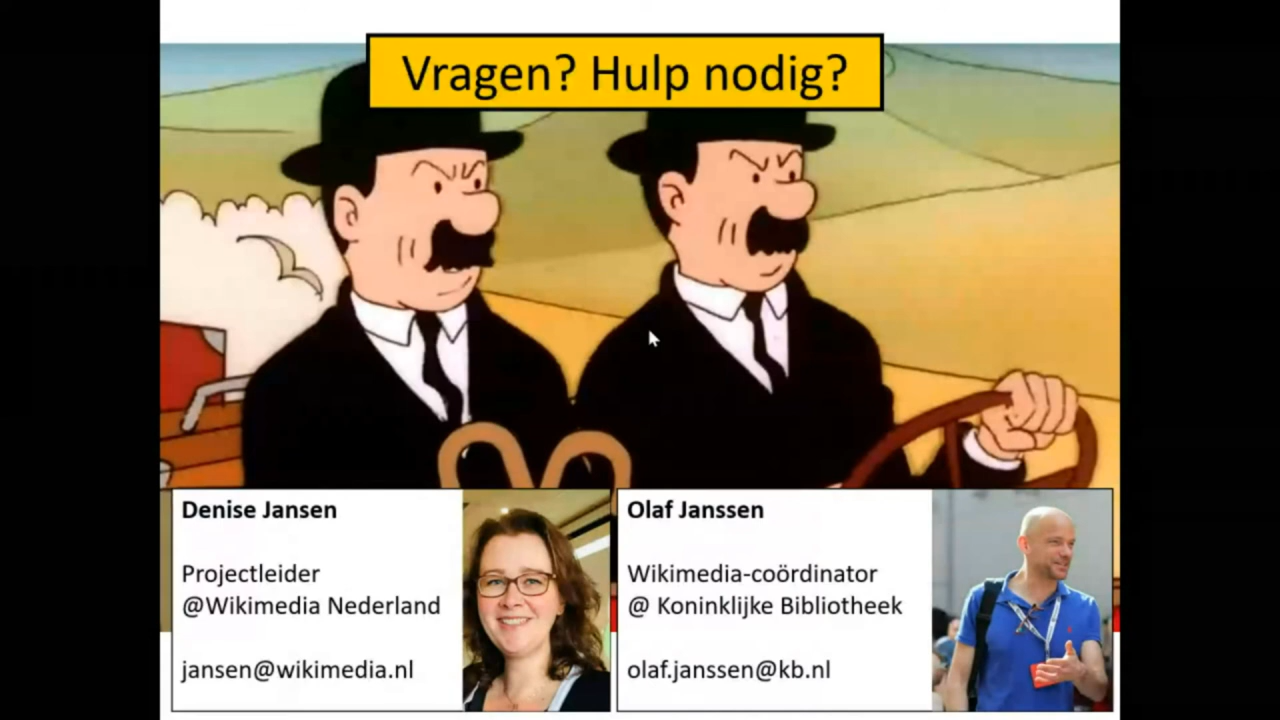 Vragen? Hulp nodig?
Denise Jansen
Projectleider
@Wikimedia Nederland
jansen@wikimedia.nl
Olaf Janssen
Wikimedia-coördinator
@ Koninklijke Bibliotheek
olaf.janssen@kb.nl